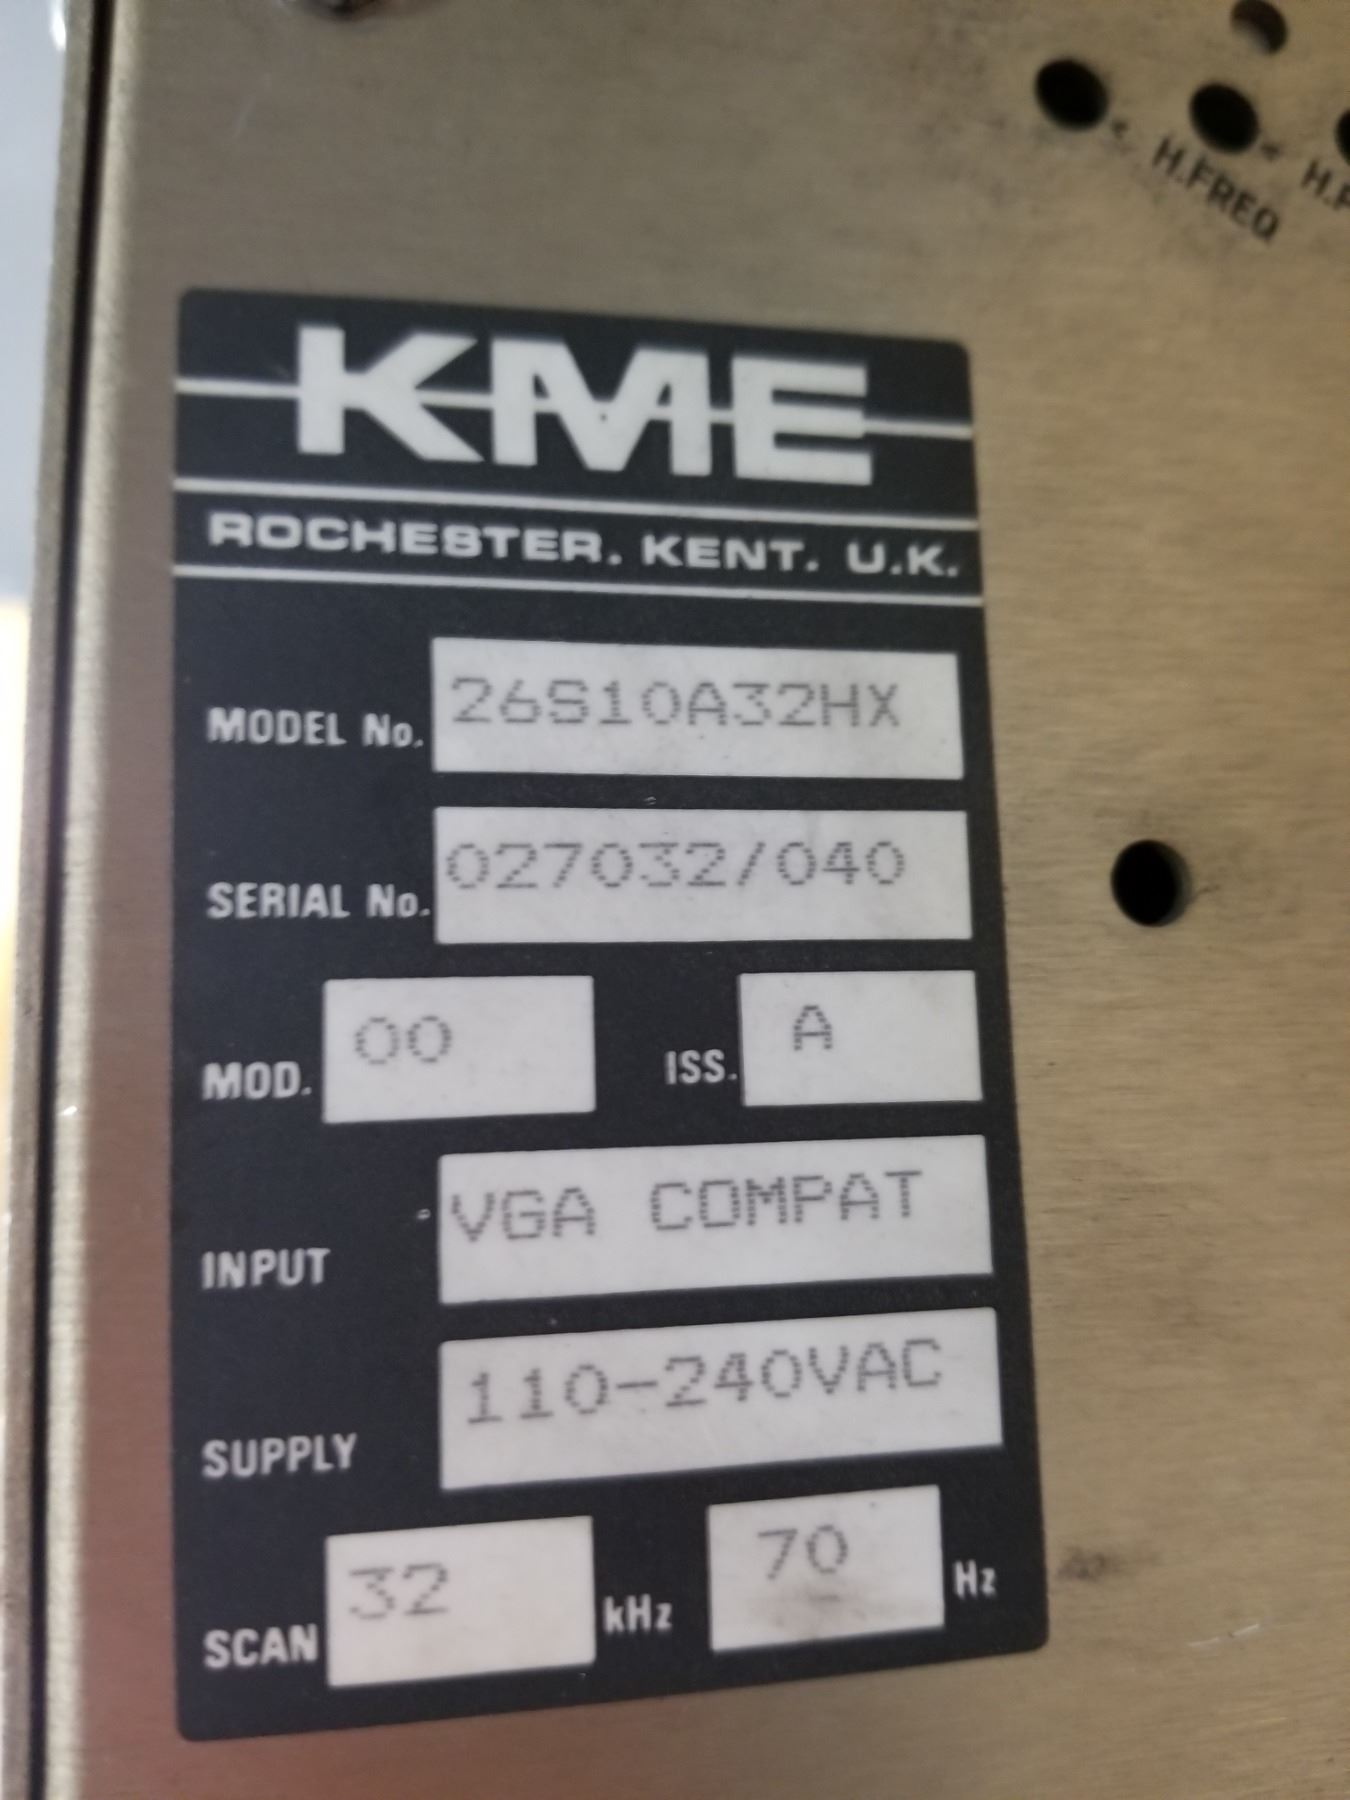 < H.FREQ
< H.
KME
ROCHESTER. KENT. U.K.
MODEL No. 26S10A32HX
SERIAL No. 027032/040
MOD. 00 ISS. A
INPUT VGA COMPAT
SUPPLY 110-240VAC
SCAN 32 kHz 70 Hz